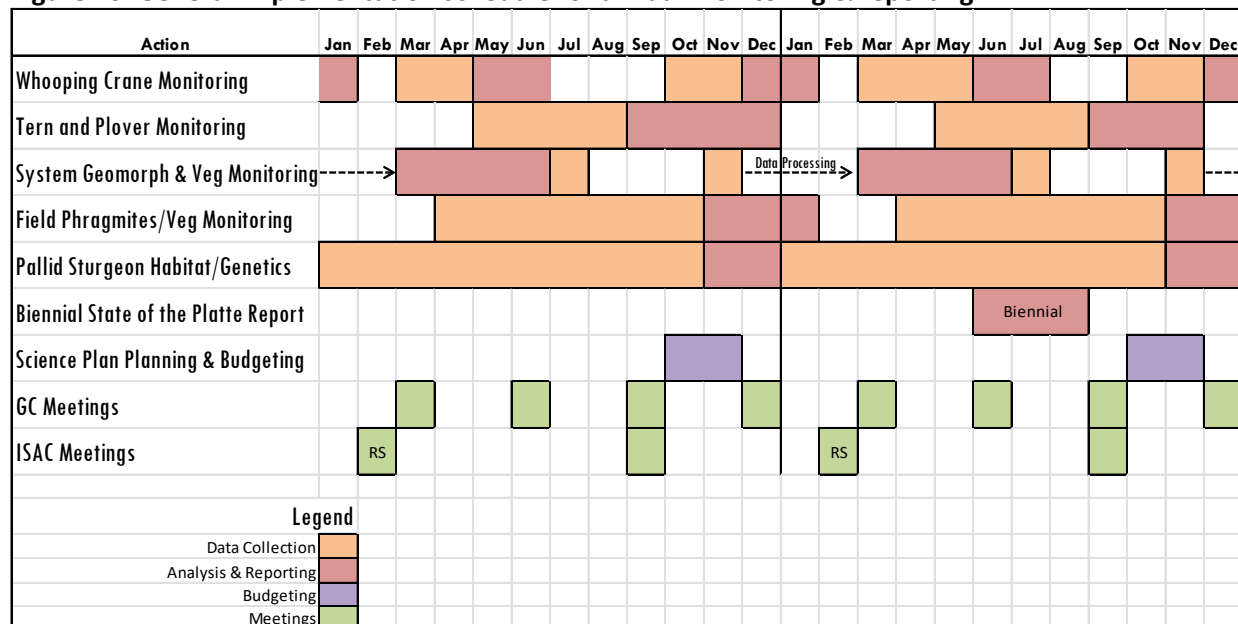 Action Jan Feb Mar Apr May Jun Jul Aug Sep Oct Nov Dec Jan Feb Mar Apr May Jun Jul Aug Sep Oct Nov Dec
Whooping Crane Monitoring
Tern and Plover Monitoring
System Geomorph & Veg Monitoring Data Processing
Field Phragmites/Veg Monitoring
Pallid Sturgeon Habitat/Genetics
Biennial State of the Platte Report Biennial
Science Plan Planning & Budgeting
GC Meetings
ISAC Meetings RS RS
Legend
Data Collection
Analysis & Reporting
Budgeting
Meetings